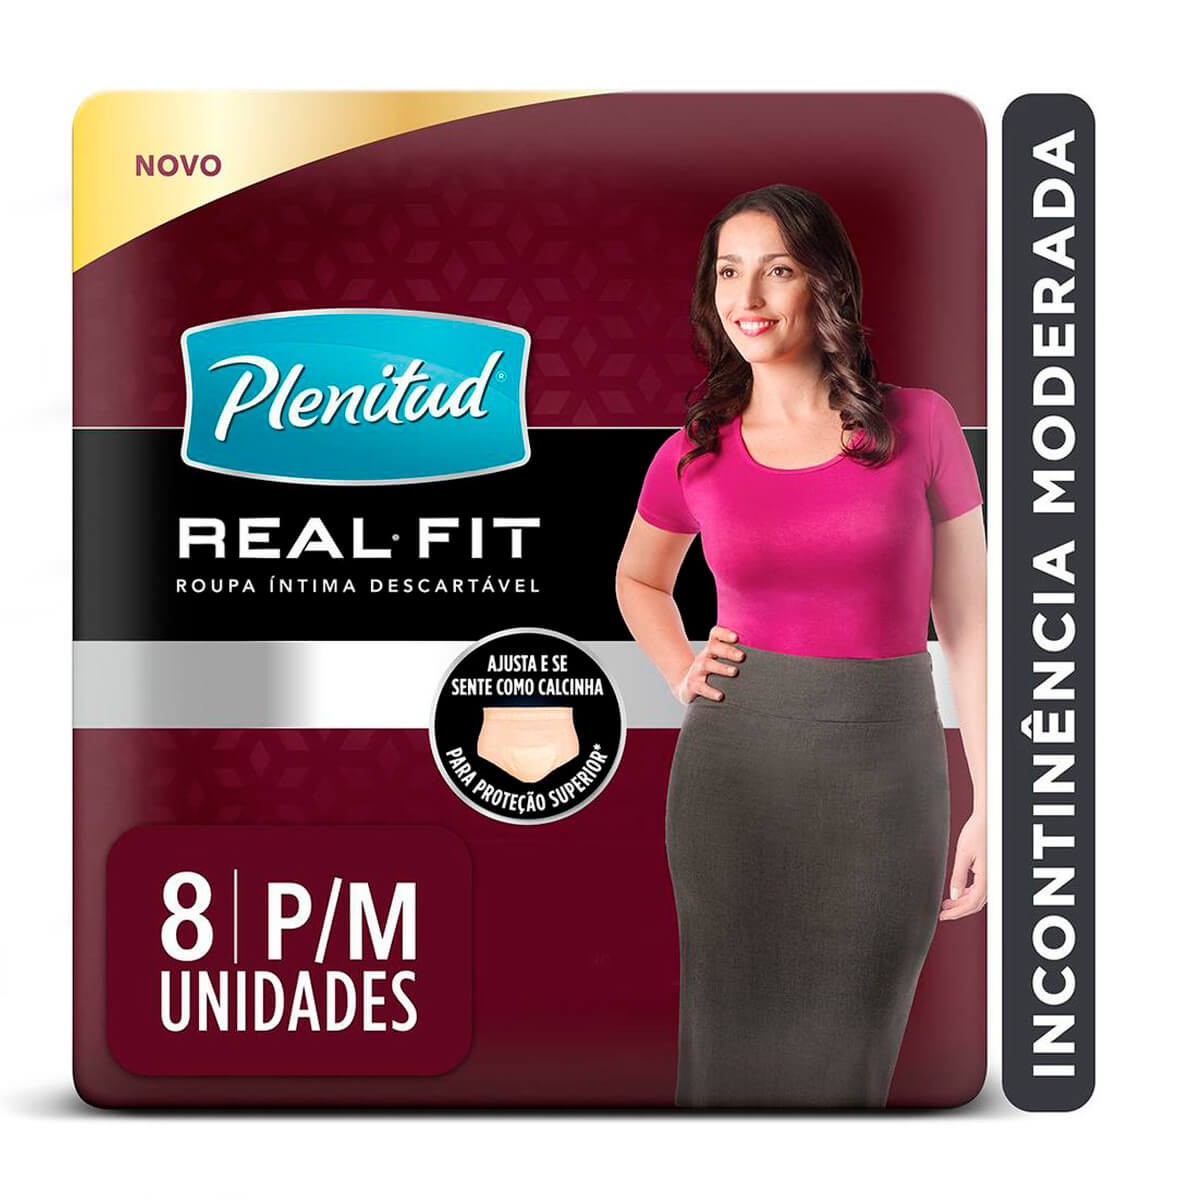 NOVO
Plenitud®
REAL·FIT
ROUPA ÍNTIMA DESCARTÁVEL
AJUSTA E SE
SENTE COMO CALCINHA
PARA PROTEÇÃO SUPERIOR*
8 | P/M
UNIDADES
INCONTINÊNCIA MODERADA